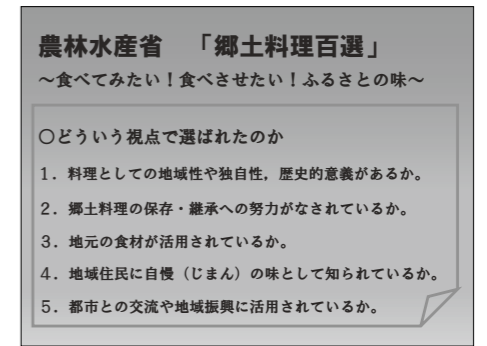 農林水産省　「郷土料理百選」
～食べてみたい！食べさせたい！ふるさとの味～
○どういう視点で選ばれたのか
1．料理としての地域性や独自性，歴史的意義があるか。
2．郷土料理の保存・継承への努力がなされているか。
3．地元の食材が活用されているか。
4．地域住民に自慢（じまん）の味として知られているか。
5．都市との交流や地域振興に活用されているか。